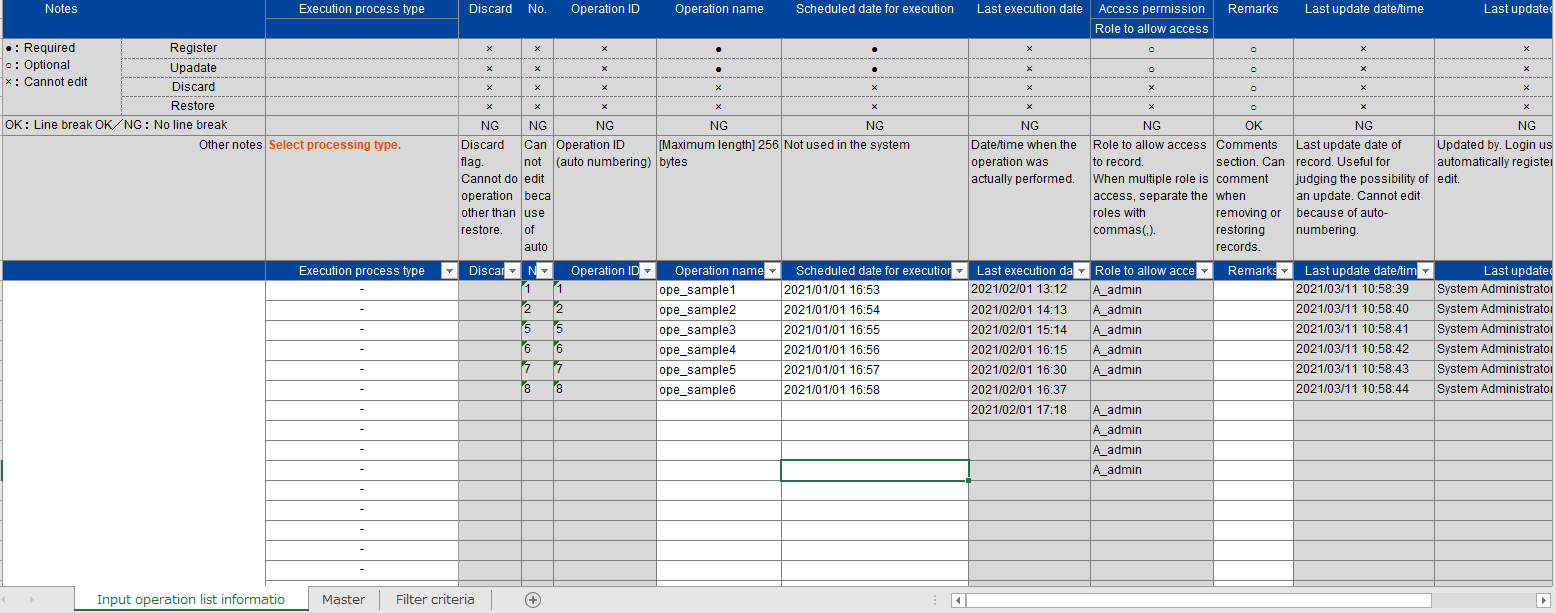 Notes Execution process type Discard No. Operation ID Operation name Scheduled date for execution Last execution date Access permission Remarks Last update date/time Last updated
Role to allow access
●：Required Register × × × ● ● × ○ ○ × ×
○：Optional Upadate × × × ● ● × ○ ○ × ×
×：Cannot edit Discard × × × × × × × ○ × ×
Restore × × × × × × × ○ × ×
OK：Line break OK／NG：No line break NG NG NG NG NG NG NG OK NG NG
Other notes
Select processing type.
Discard
flag.
Cannot do
operation
other than
restore.
Can
not
edit
beca
use
of
auto
Operation ID
(auto numbering)
[Maximum length] 256
bytes
Not used in the system
Date/time when the
operation was
actually performed.
Role to allow access
to record.
When multiple role is
access, separate the
roles with
commas(,).
Comments
section. Can
comment
when
removing or
restoring
records.
Last update date of
record. Useful for
judging the possibility of
an update. Cannot edit
because of auto-
numbering.
Updated by. Login us
automatically register
edit.
Execution process type Discar N Operation ID Operation name Scheduled date for execution Last execution da Role to allow acce Remarks Last update date/tim Last updated
- 1 1 ope_sample1 2021/01/01 16:53 2021/02/01 13:12 A_admin 2021/03/11 10:58:39 System Administrator
- 2 2 ope_sample2 2021/01/01 16:54 2021/02/01 14:13 A_admin 2021/03/11 10:58:40 System Administrator
- 5 5 ope_sample3 2021/01/01 16:55 2021/02/01 15:14 A_admin 2021/03/11 10:58:41 System Administrator
- 6 6 ope_sample4 2021/01/01 16:56 2021/02/01 16:15 A_admin 2021/03/11 10:58:42 System Administrator
- 7 7 ope_sample5 2021/01/01 16:57 2021/02/01 16:30 A_admin 2021/03/11 10:58:43 System Administrator
- 8 8 ope_sample6 2021/01/01 16:58 2021/02/01 16:37 2021/03/11 10:58:44 System Administrator
- 2021/02/01 17:18 A_admin
- A_admin
- A_admin
- A_admin
-
-
-
-
-
Input operation list informatio Master Filter criteria